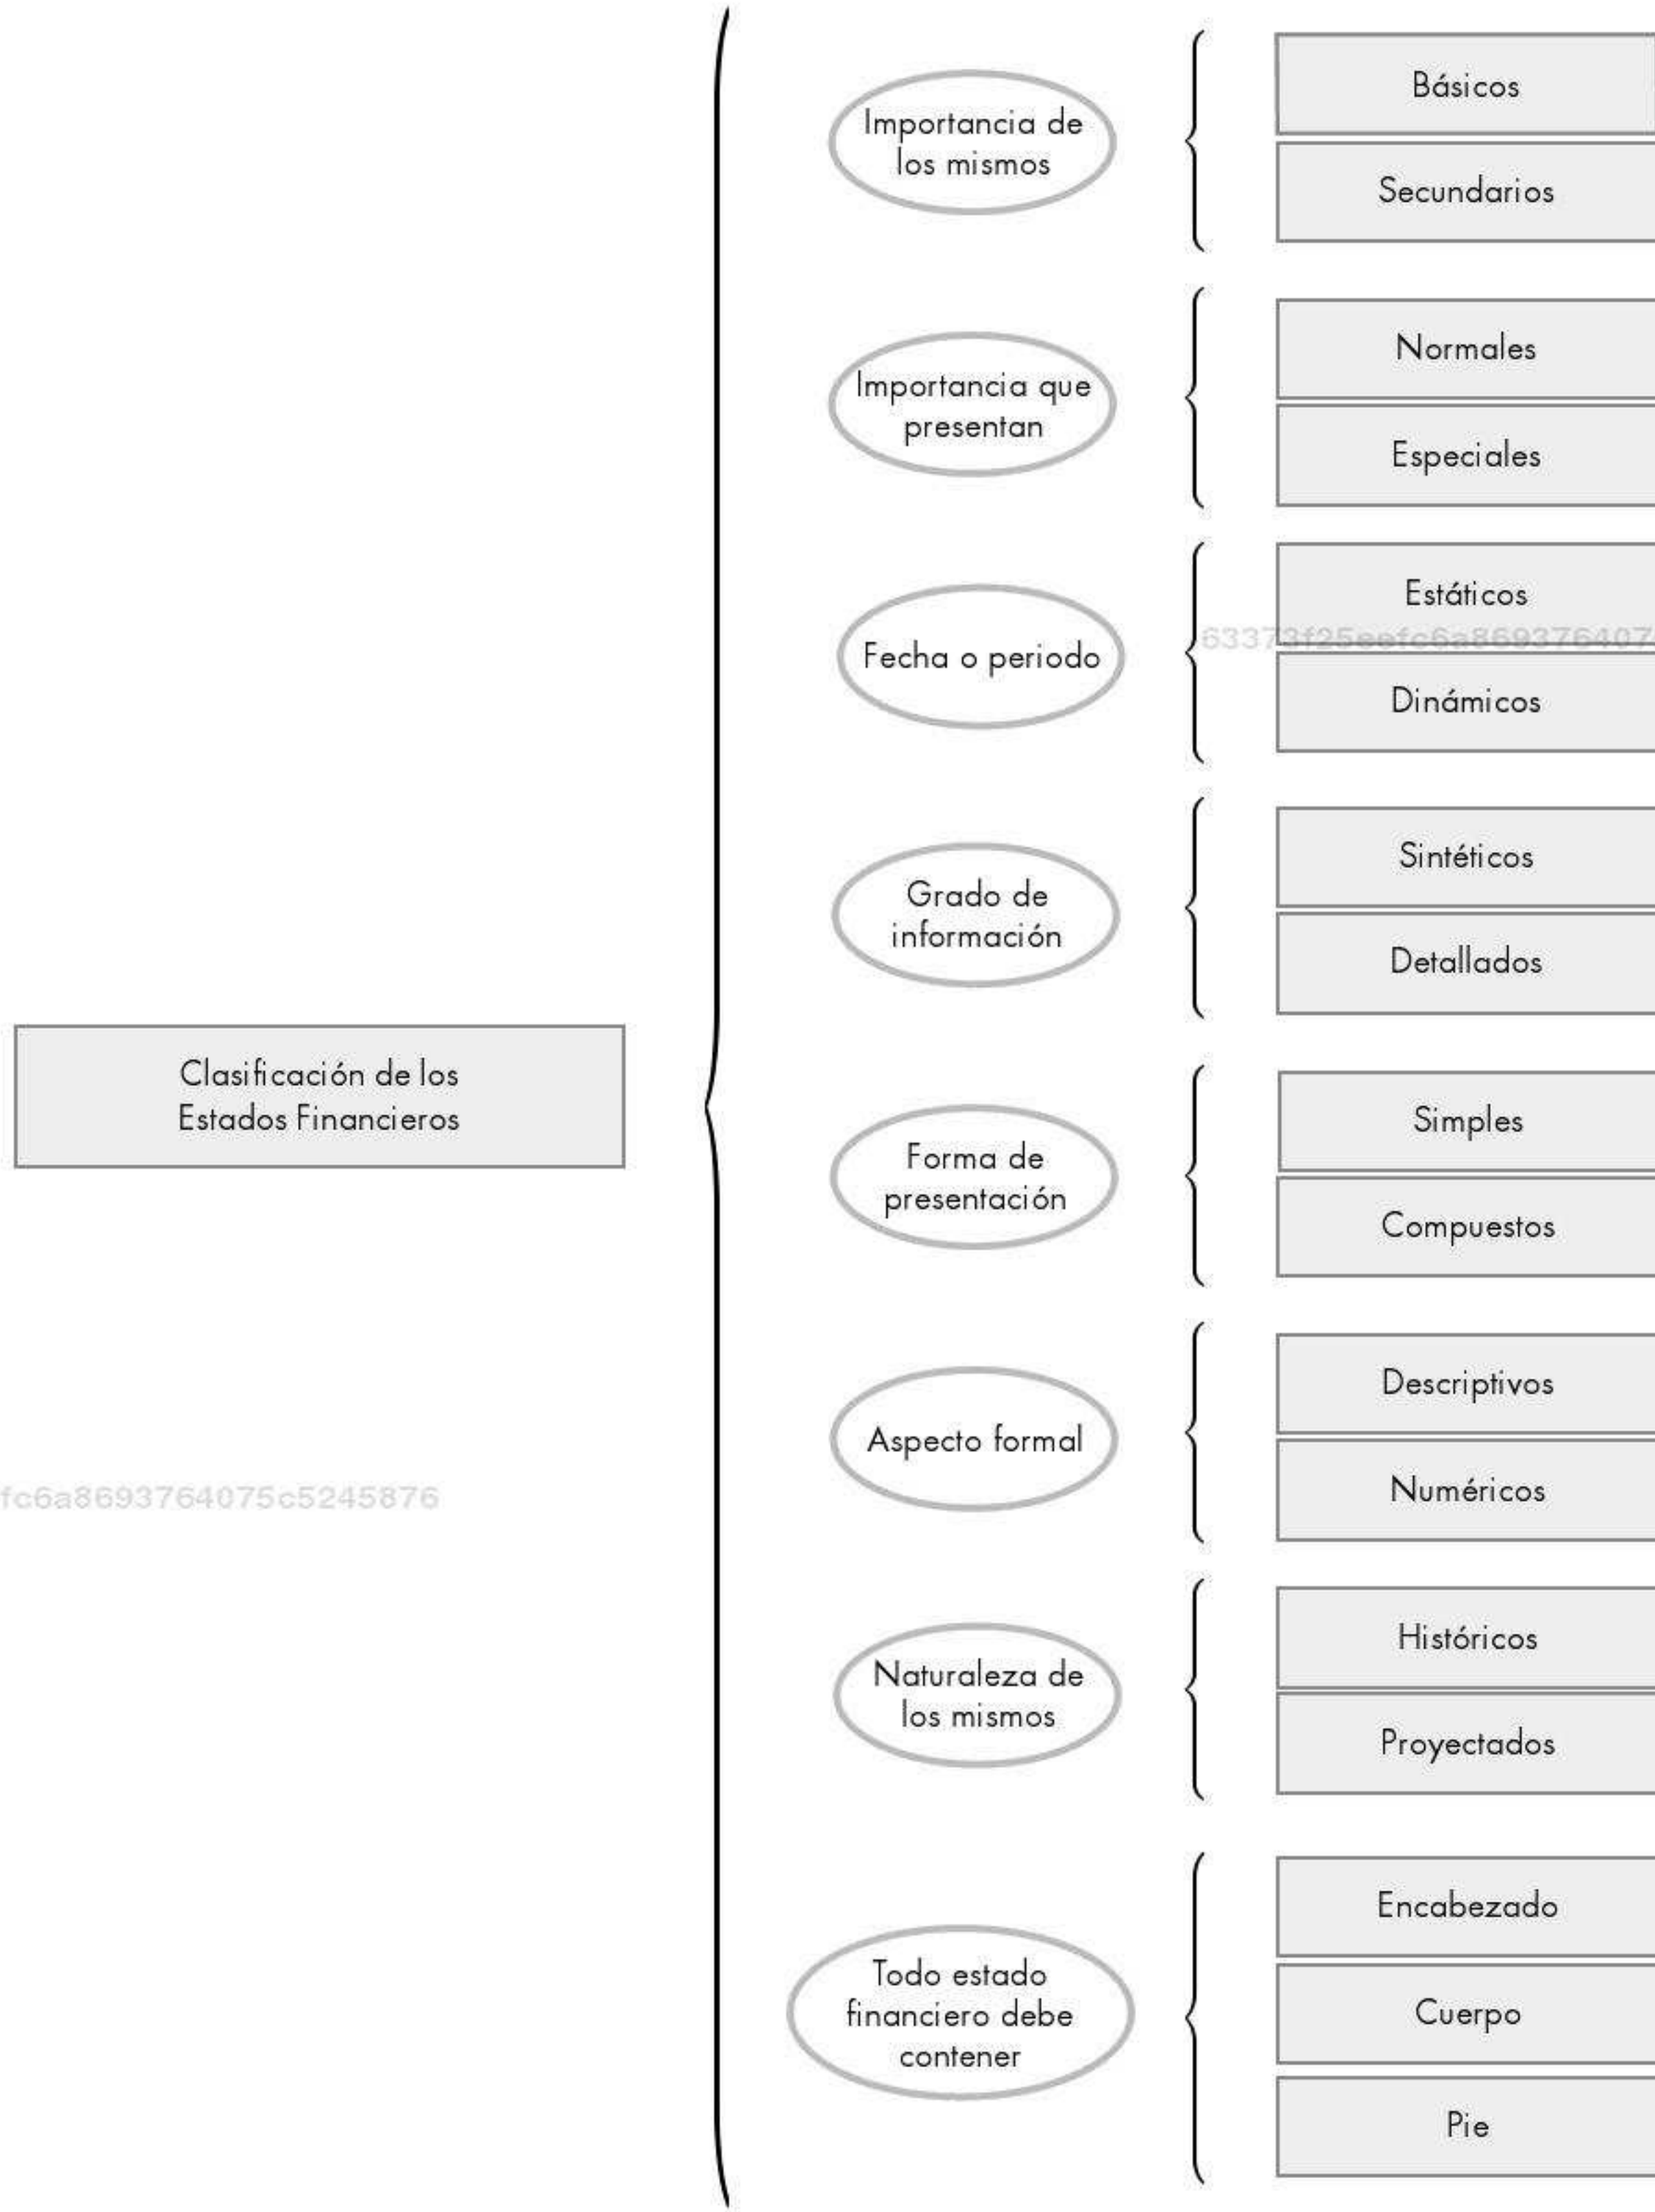 Clasificación de los
Estados Financieros
Importancia de
los mismos
Básicos
Secundarios
Importancia que
presentan
Normales
Especiales
Fecha o periodo
Estáticos
63373f25eefc6a869376407
Dinámicos
Grado de
información
Sintéticos
Detallados
Forma de
presentación
Simples
Compuestos
Aspecto formal
Descriptivos
Numéricos
fc6a8693764075c5245876
Naturaleza de
los mismos
Históricos
Proyectados
Todo estado
financiero debe
contener
Encabezado
Cuerpo
Pie